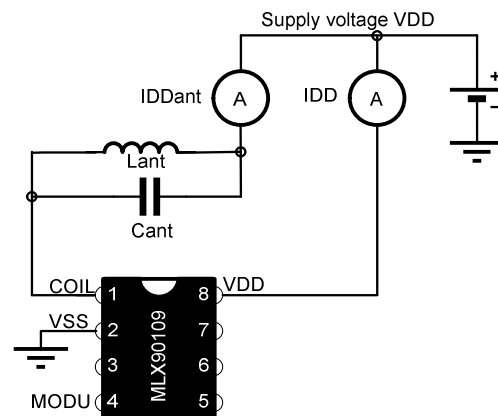 Supply voltage VDD
IDDant A IDD A + −
Lant
Cant
COIL 1 8 VDD
VSS 2 7
3 6
MODU 4 5
MLX90109